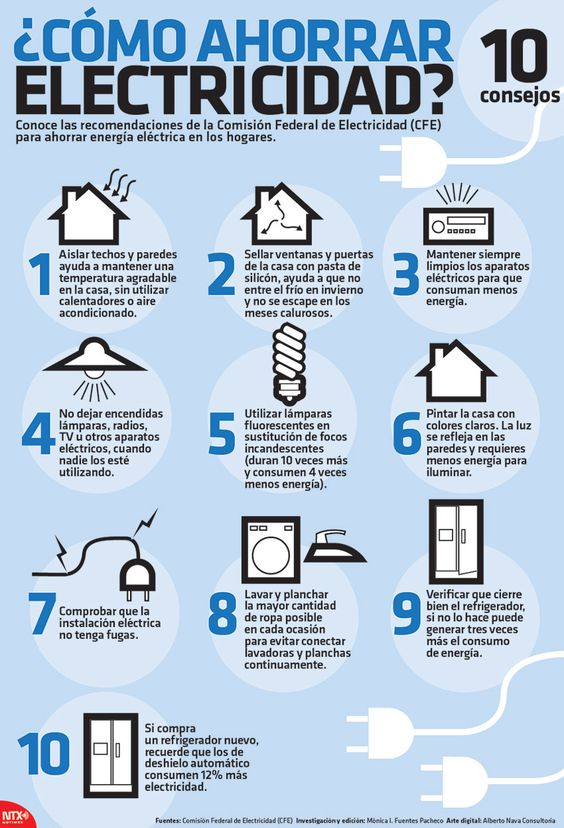 ¿CÓMO AHORRAR
ELECTRICIDAD?
10
consejos
Conoce las recomendaciones de la Comisión Federal de Electricidad (CFE)
para ahorrar energía eléctrica en los hogares.
1
Aislar techos y paredes
ayuda a mantener una
temperatura agradable
en la casa, sin utilizar
calentadores o aire
acondicionado.
2
Sellar ventanas y puertas
de la casa con pasta de
silicón, ayuda a que no
entre el frío en invierno
y no se escape en los
meses calurosos.
3
Mantener siempre
limpios los aparatos
eléctricos para que
consuman menos
energía.
4
No dejar encendidas
lámparas, radios,
TV u otros aparatos
eléctricos, cuando
nadie los esté
utilizando.
5
Utilizar lámparas
fluorescentes en
sustitución de focos
incandescentes
(duran 10 veces más
y consumen 4 veces
menos energía).
6
Pintar la casa con
colores claros. La luz
se refleja en las
paredes y requieres
menos energía para
iluminar.
7
Comprobar que la
instalación eléctrica
no tenga fugas.
8
Lavar y planchar
la mayor cantidad
de ropa posible
en cada ocasión
para evitar conectar
lavadoras y planchas
continuamente.
9
Verificar que cierre
bien el refrigerador,
si no lo hace puede
generar tres veces
más el consumo
de energía.
10
Si compra
un refrigerador nuevo,
recuerde que los de
deshielo automático
consumen 12% más
electricidad.
NTX
NOTIMEX
Fuentes: Comisión Federal de Electricidad (CFE) Investigación y edición: Mónica I. Fuentes Pacheco Arte digital: Alberto Nava Consultoría